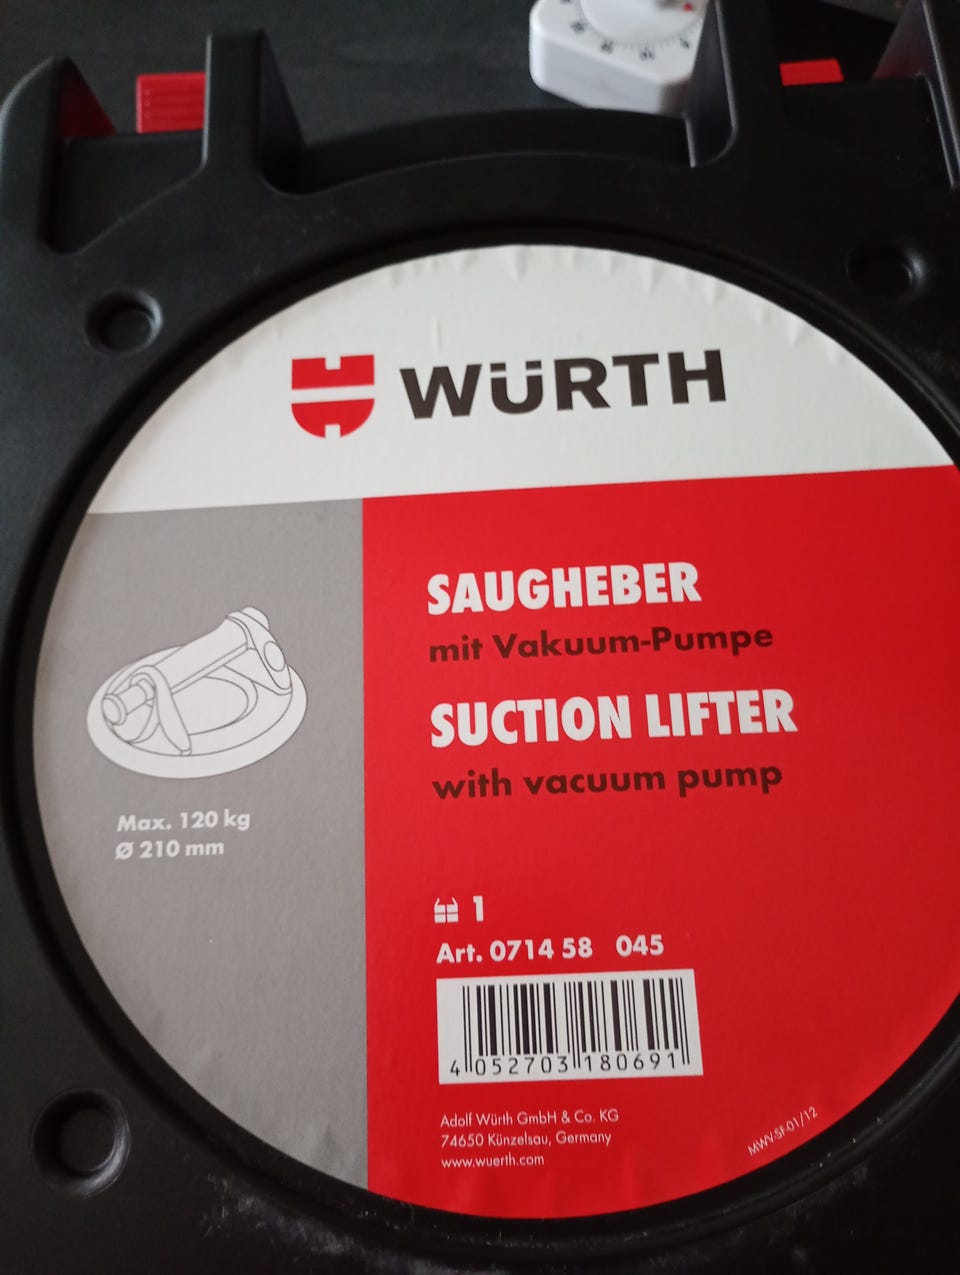 WÜRTH
SAUGHEBER
mit Vakuum-Pumpe
SUCTION LIFTER
with vacuum pump
Max. 120 kg
Ø 210 mm
1
Art. 0714 58 045
4 052703 180691
Adolf Würth GmbH & Co. KG
74650 Künzelsau, Germany
www.wuerth.com
MWV-SF-01/12